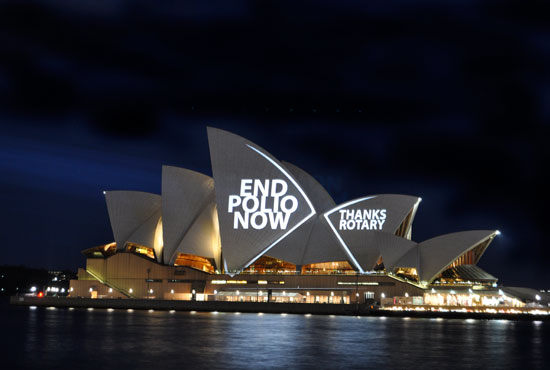 END
POLIO
NOW
THANKS
ROTARY